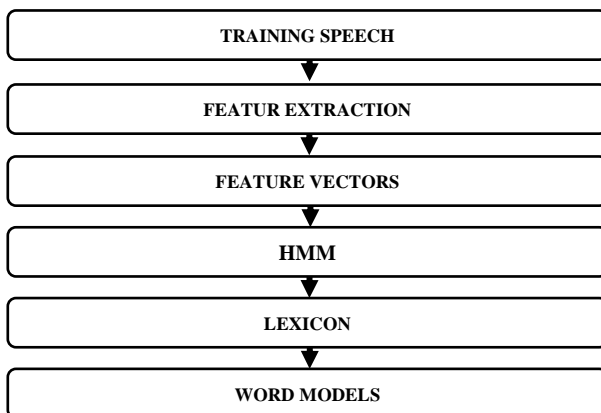 TRAINING SPEECH
FEATUR EXTRACTION
FEATURE VECTORS
HMM
LEXICON
WORD MODELS